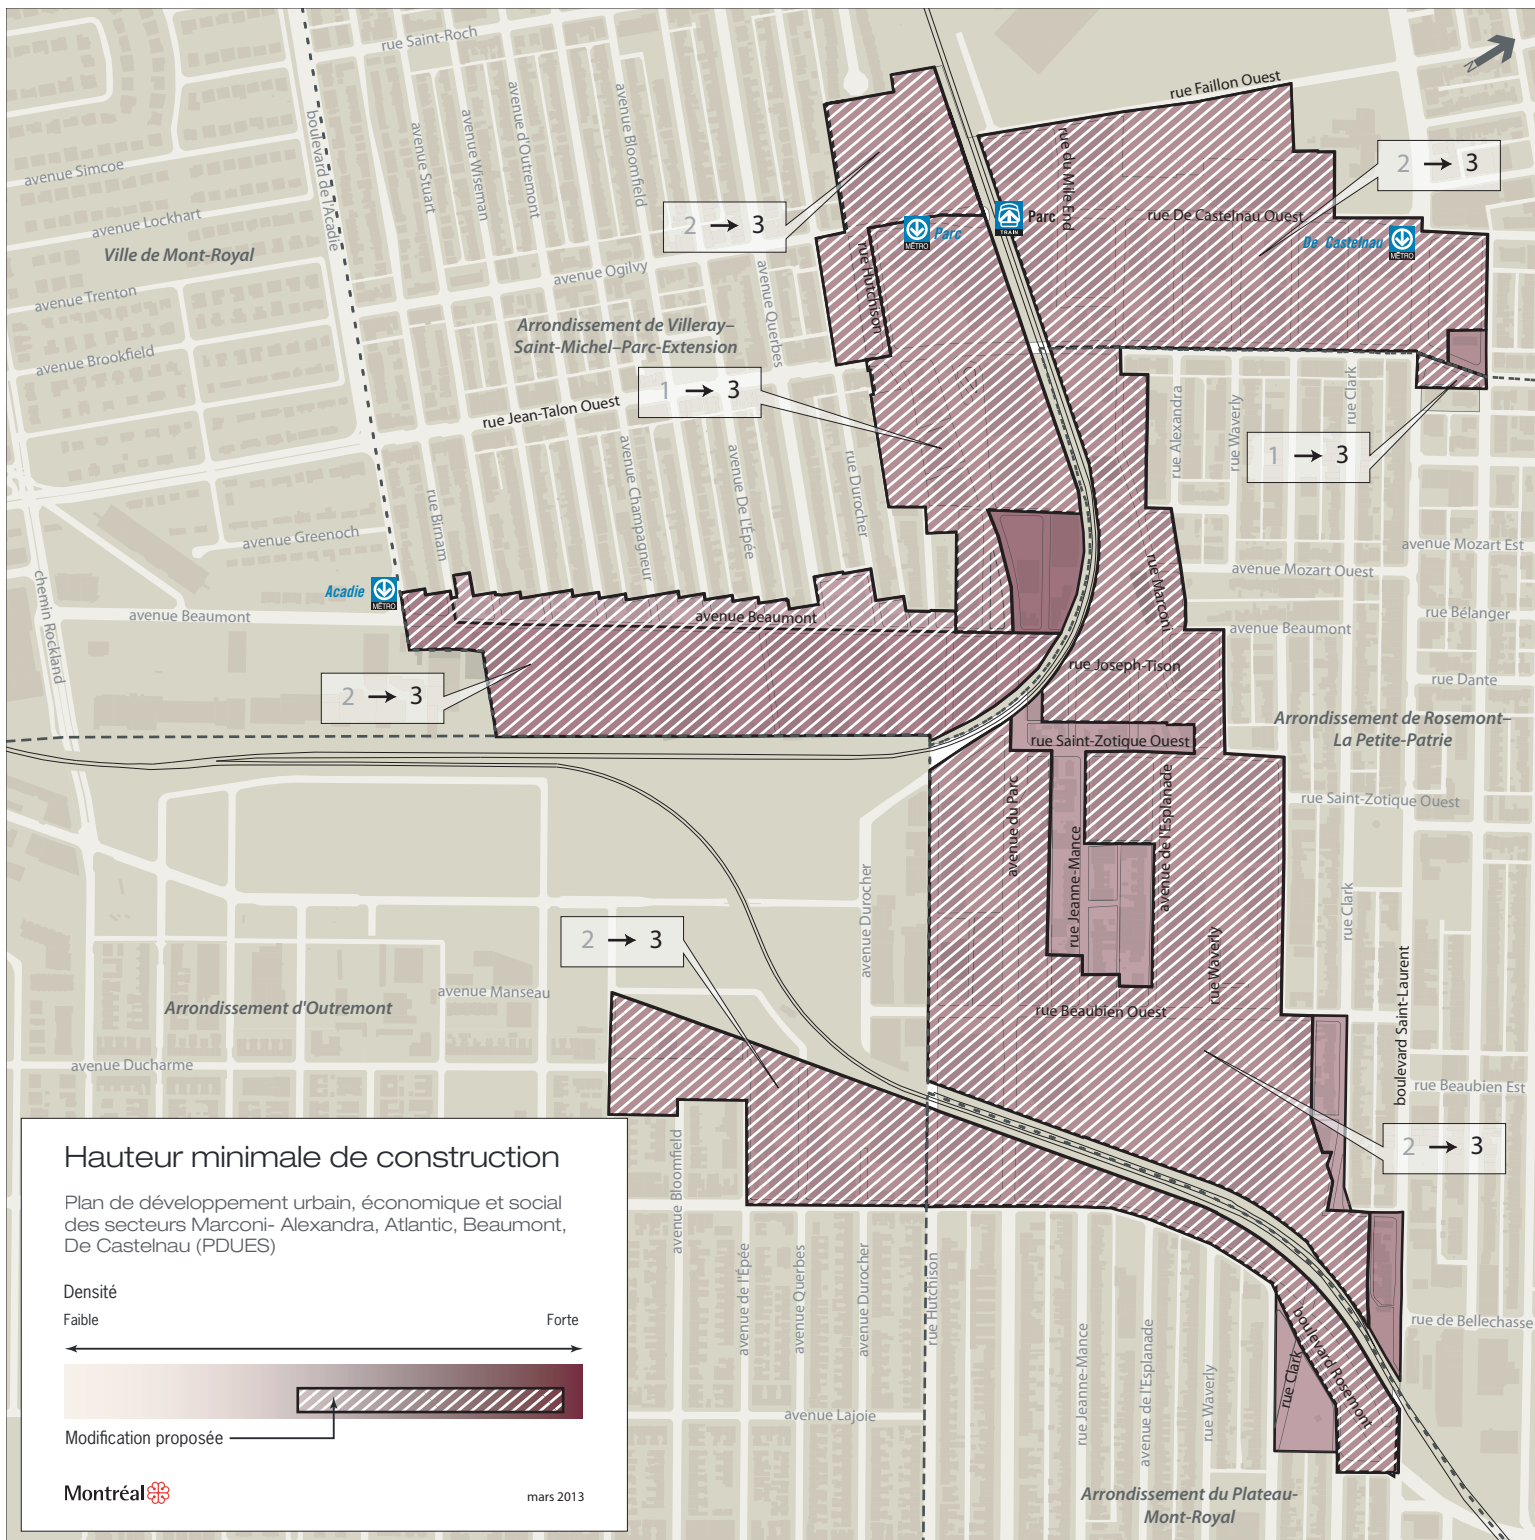 rue Saint-Roch
boulevard de l'Acadie
avenue Stuart
avenue Wiseman
avenue d'Outremont
avenue Bloomfield
avenue Simcoe
avenue Lockhart
Ville de Mont-Royal
avenue Trenton
avenue Brookfield
avenue Ogilvy
avenue Querbes
Arrondissement de Villeray–
Saint-Michel–Parc-Extension
rue Jean-Talon Ouest
rue Hutchison
MÉTRO
Parc
TRAIN
Parc
rue du Mile End
rue Faillon Ouest
rue De Castelnau Ouest
De Castelnau
MÉTRO
N
2 → 3
2 → 3
1 → 3
1 → 3
rue Alexandra
rue Waverly
rue Clark
rue Birnam
avenue Champagneur
avenue De L'Épée
rue Durocher
avenue Greenoch
Acadie
MÉTRO
avenue Beaumont
chemin Rockland
avenue Beaumont
rue Marconi
avenue Mozart Ouest
avenue Mozart Est
avenue Beaumont
rue Bélanger
rue Dante
rue Joseph-Tison
2 → 3
Arrondissement de Rosemont–
La Petite-Patrie
rue Saint-Zotique Ouest
rue Saint-Zotique Ouest
avenue du Parc
rue Jeanne-Mance
avenue de l'Esplanade
rue Waverly
rue Clark
boulevard Saint-Laurent
avenue Durocher
2 → 3
avenue Manseau
Arrondissement d'Outremont
avenue Ducharme
rue Beaubien Ouest
rue Beaubien Est
2 → 3
avenue Bloomfield
avenue de l'Épée
avenue Querbes
avenue Durocher
rue Hutchison
avenue Lajoie
rue Jeanne-Mance
avenue de l'Esplanade
rue Waverly
rue Clark
boulevard Rosemont
rue de Bellechasse
Arrondissement du Plateau-
Mont-Royal
Hauteur minimale de construction
Plan de développement urbain, économique et social
des secteurs Marconi- Alexandra, Atlantic, Beaumont,
De Castelnau (PDUES)
Densité
Faible Forte
Modification proposée
Montréal
mars 2013